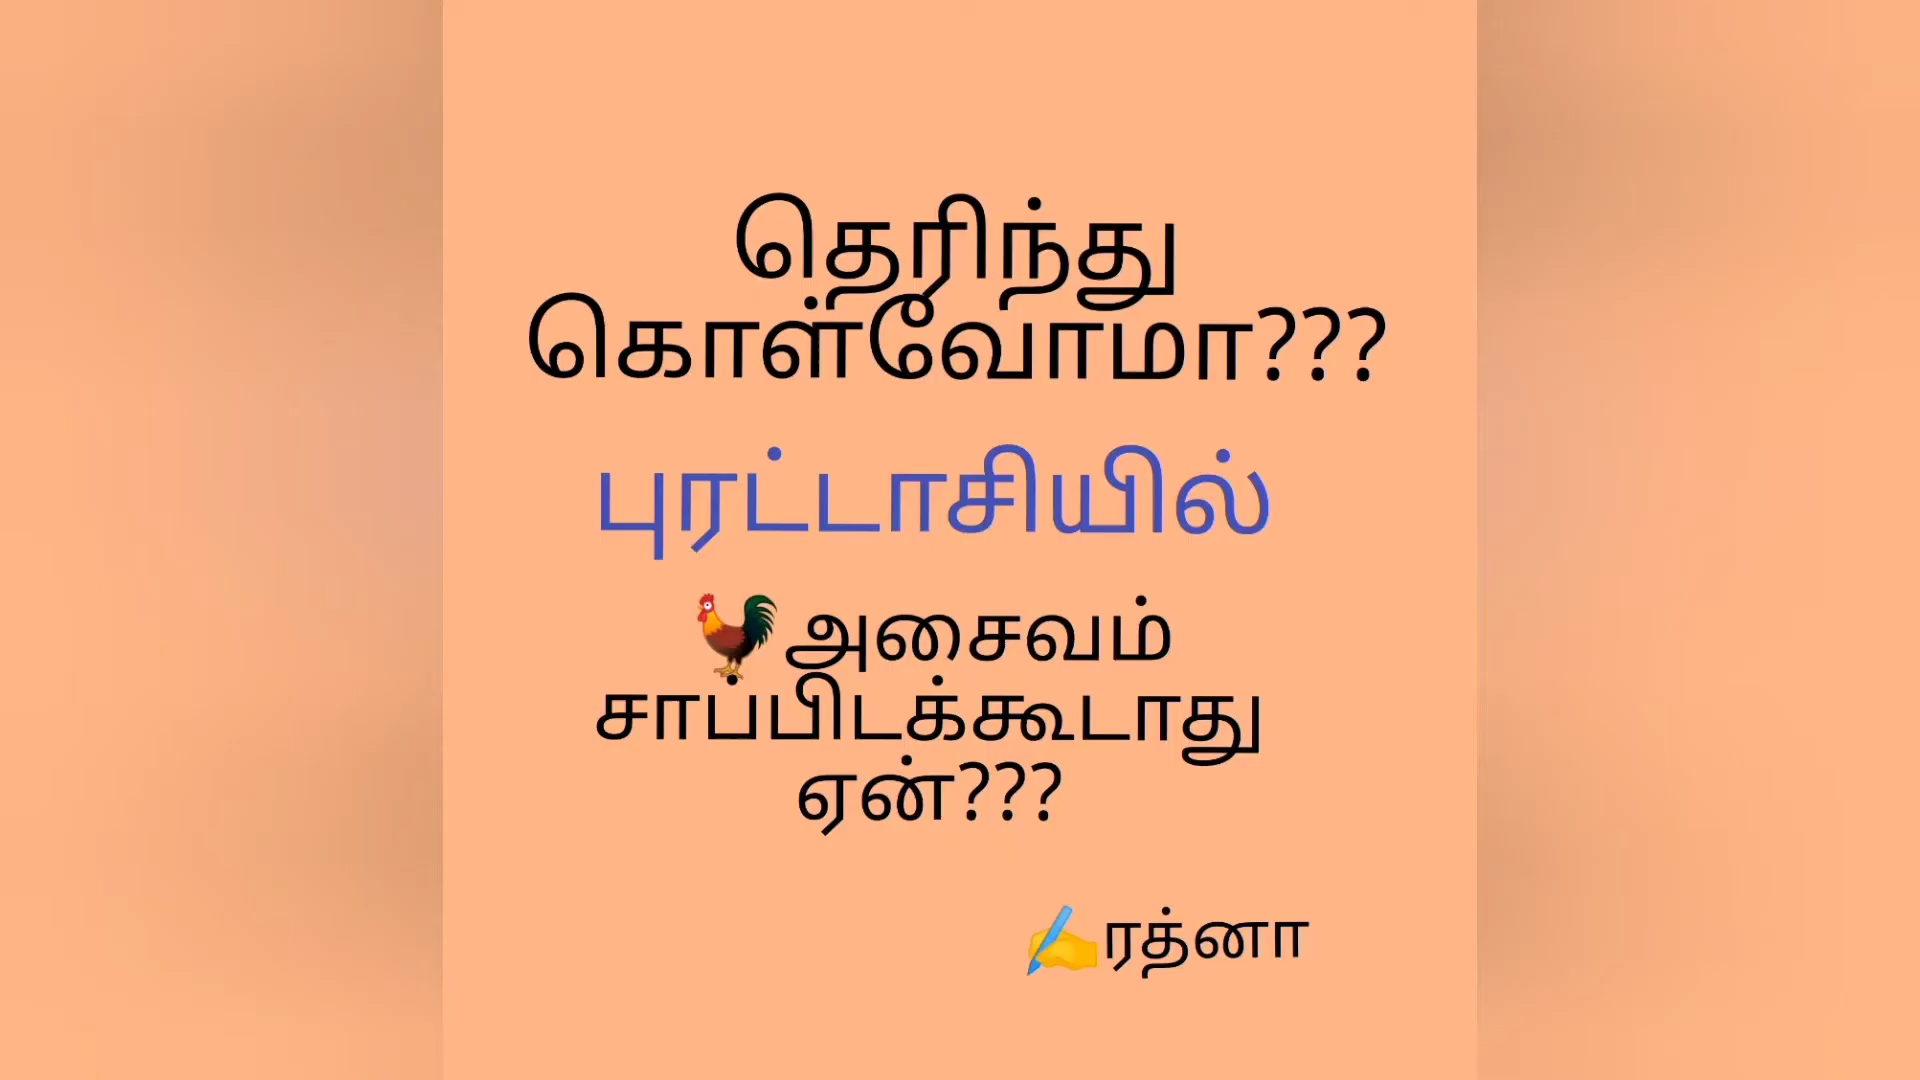 தெரிந்து
கொள்வோமா???
புரட்டாசியில்
🐓அசைவம்
சாப்பிடக்கூடாது
ஏன்???
✍ரத்னா